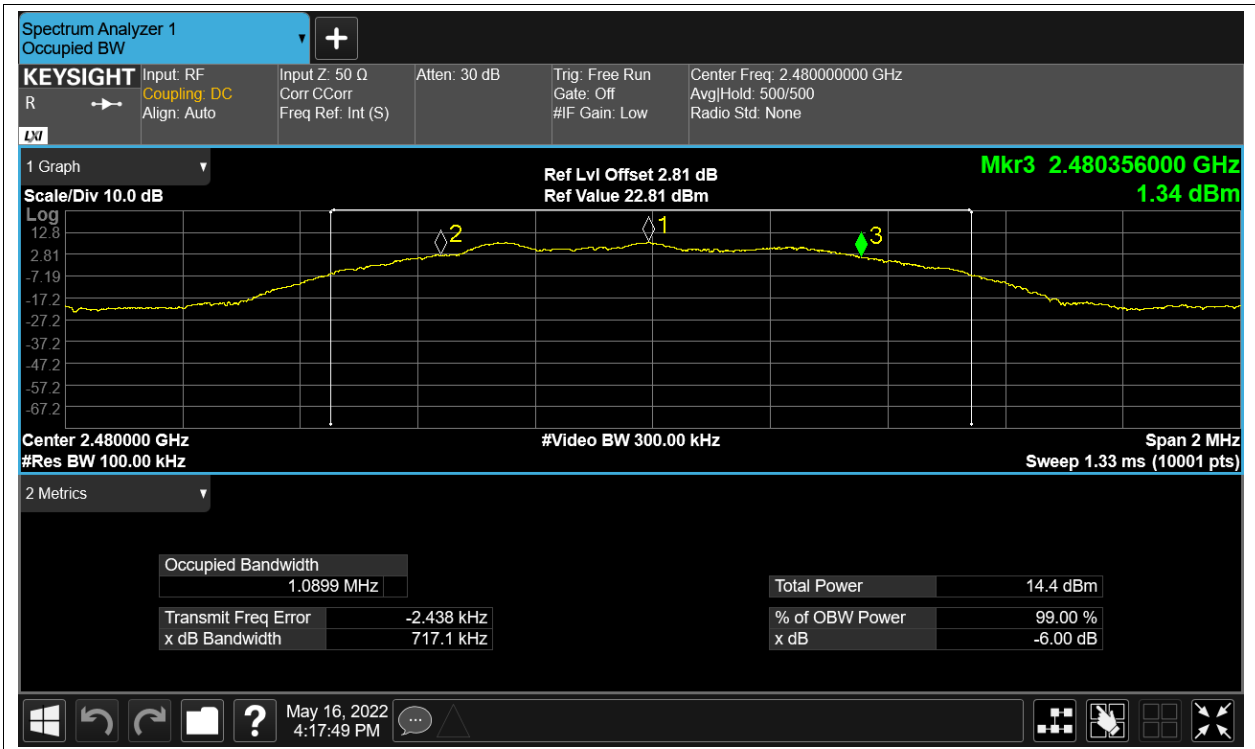 Spectrum Analyzer 1
Occupied BW
KEYSIGHT
R
LXI
Input: RF
Coupling: DC
Align: Auto
Input Z: 50 Ω
Corr CCorr
Freq Ref: Int (S)
Atten: 30 dB
Trig: Free Run
Gate: Off
#IF Gain: Low
Center Freq: 2.480000000 GHz
Avg|Hold: 500/500
Radio Std: None
1 Graph
Scale/Div 10.0 dB
Ref Lvl Offset 2.81 dB
Ref Value 22.81 dBm
Mkr3 2.480356000 GHz
1.34 dBm
Log
12.8
2.81
-7.19
-17.2
-27.2
-37.2
-47.2
-57.2
-67.2
2
1
3
Center 2.480000 GHz
#Video BW 300.00 kHz
Span 2 MHz
#Res BW 100.00 kHz
Sweep 1.33 ms (10001 pts)
2 Metrics
Occupied Bandwidth
1.0899 MHz
Transmit Freq Error -2.438 kHz
x dB Bandwidth 717.1 kHz
Total Power 14.4 dBm
% of OBW Power 99.00 %
x dB -6.00 dB
May 16, 2022
4:17:49 PM